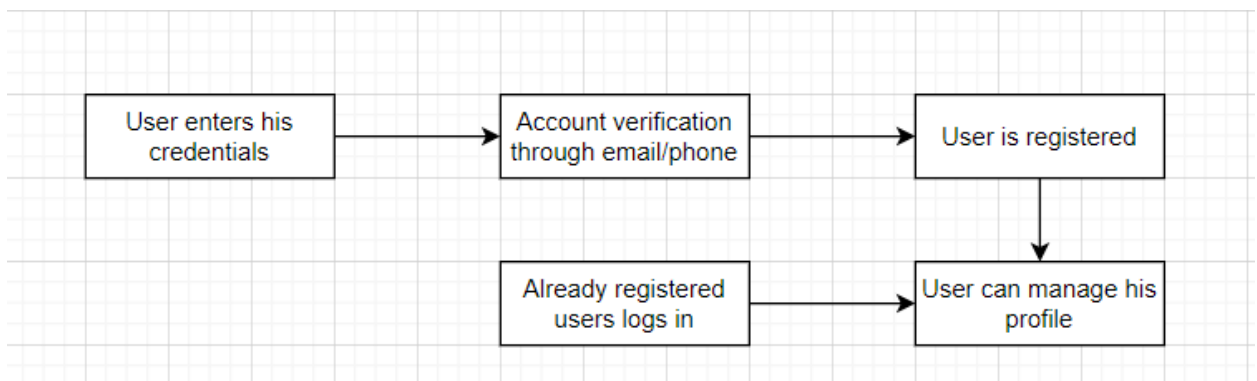 User enters his
credentials
Account verification
through email/phone
User is registered
Already registered
users logs in
User can manage his
profile